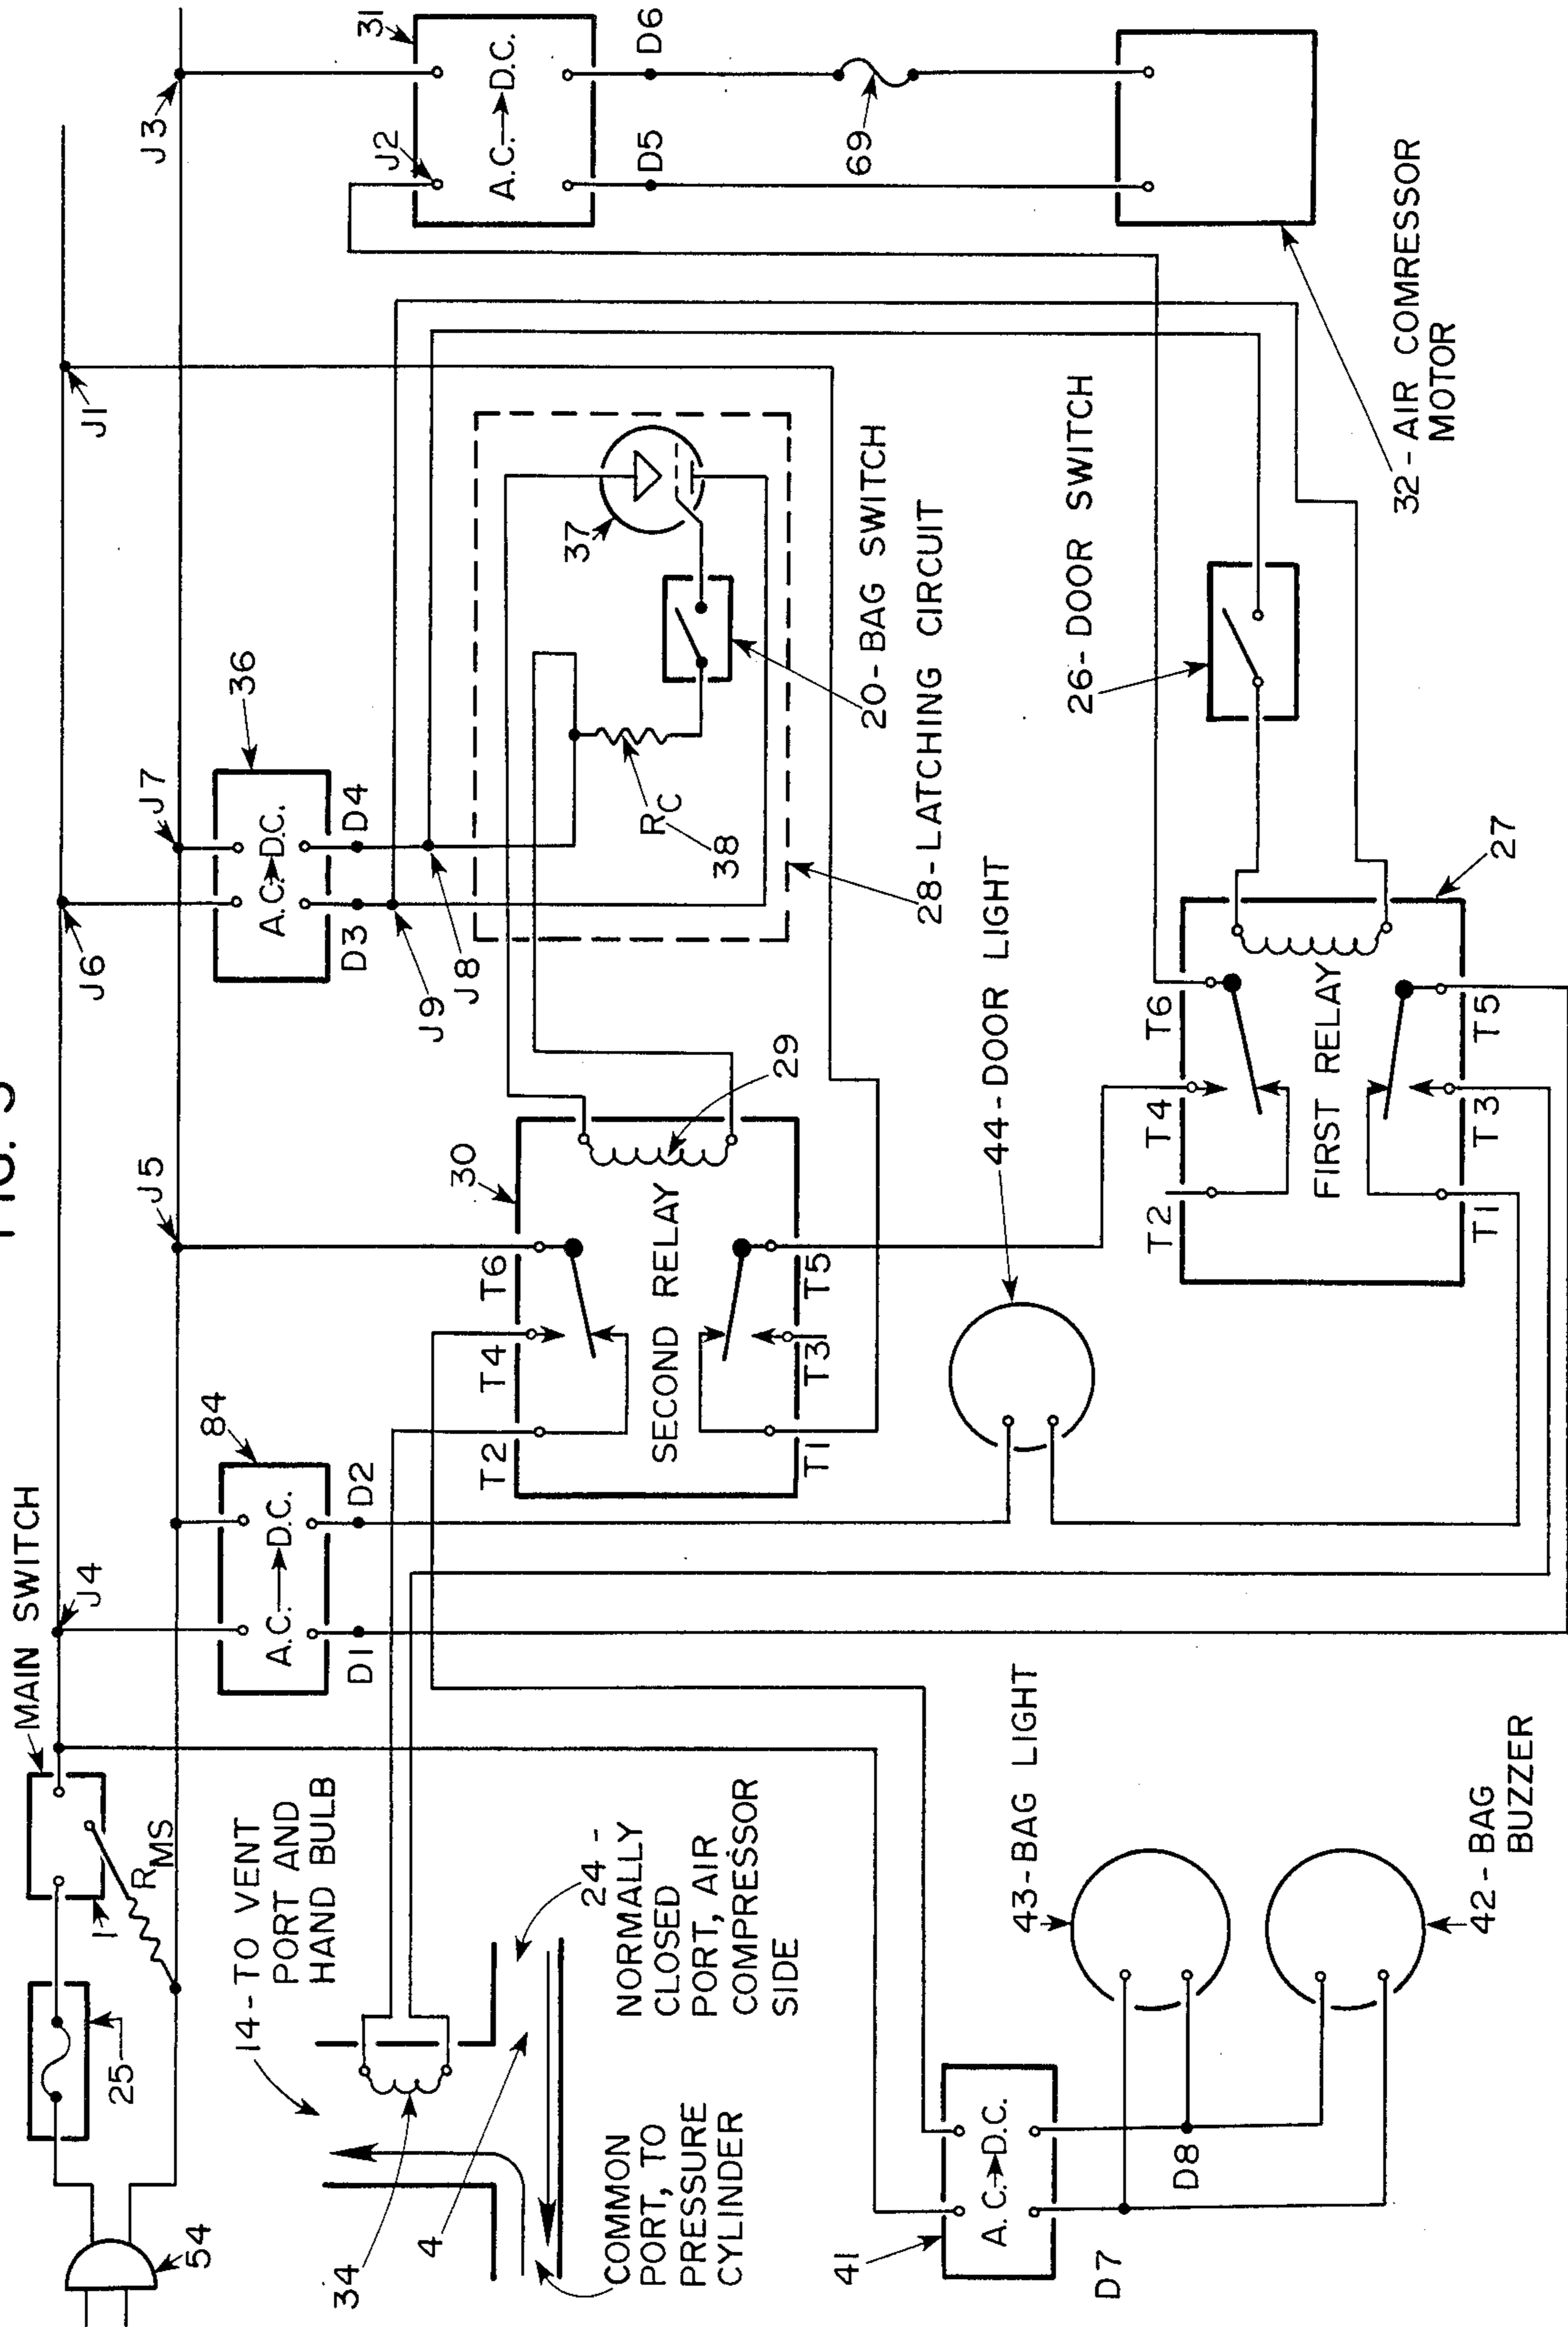 FIG. 3
MAIN SWITCH
54
25
1
RMS
J4
J5
J6
J7
J1
J3
84
A.C.→D.C.
D1
D2
36
A.C.→D.C.
D3
D4
J9
J8
31
J2
A.C.→D.C.
D5
D6
69
32-AIR COMRESSOR
MOTOR
14-TO VENT
PORT AND
HAND BULB
34
4
24-
NORMALLY
CLOSED
PORT, AIR
COMPRESSOR
SIDE
COMMON
PORT, TO
PRESSURE
CYLINDER
30
T2
T4
T6
SECOND RELAY
29
T1
T3
T5
37
RC
38
20-BAG SWITCH
28-LATCHING CIRCUIT
26-DOOR SWITCH
44-DOOR LIGHT
27
T2
T4
T6
FIRST RELAY
T1
T3
T5
41
A.C.→D.C.
D7
D8
43-BAG LIGHT
42-BAG
BUZZER